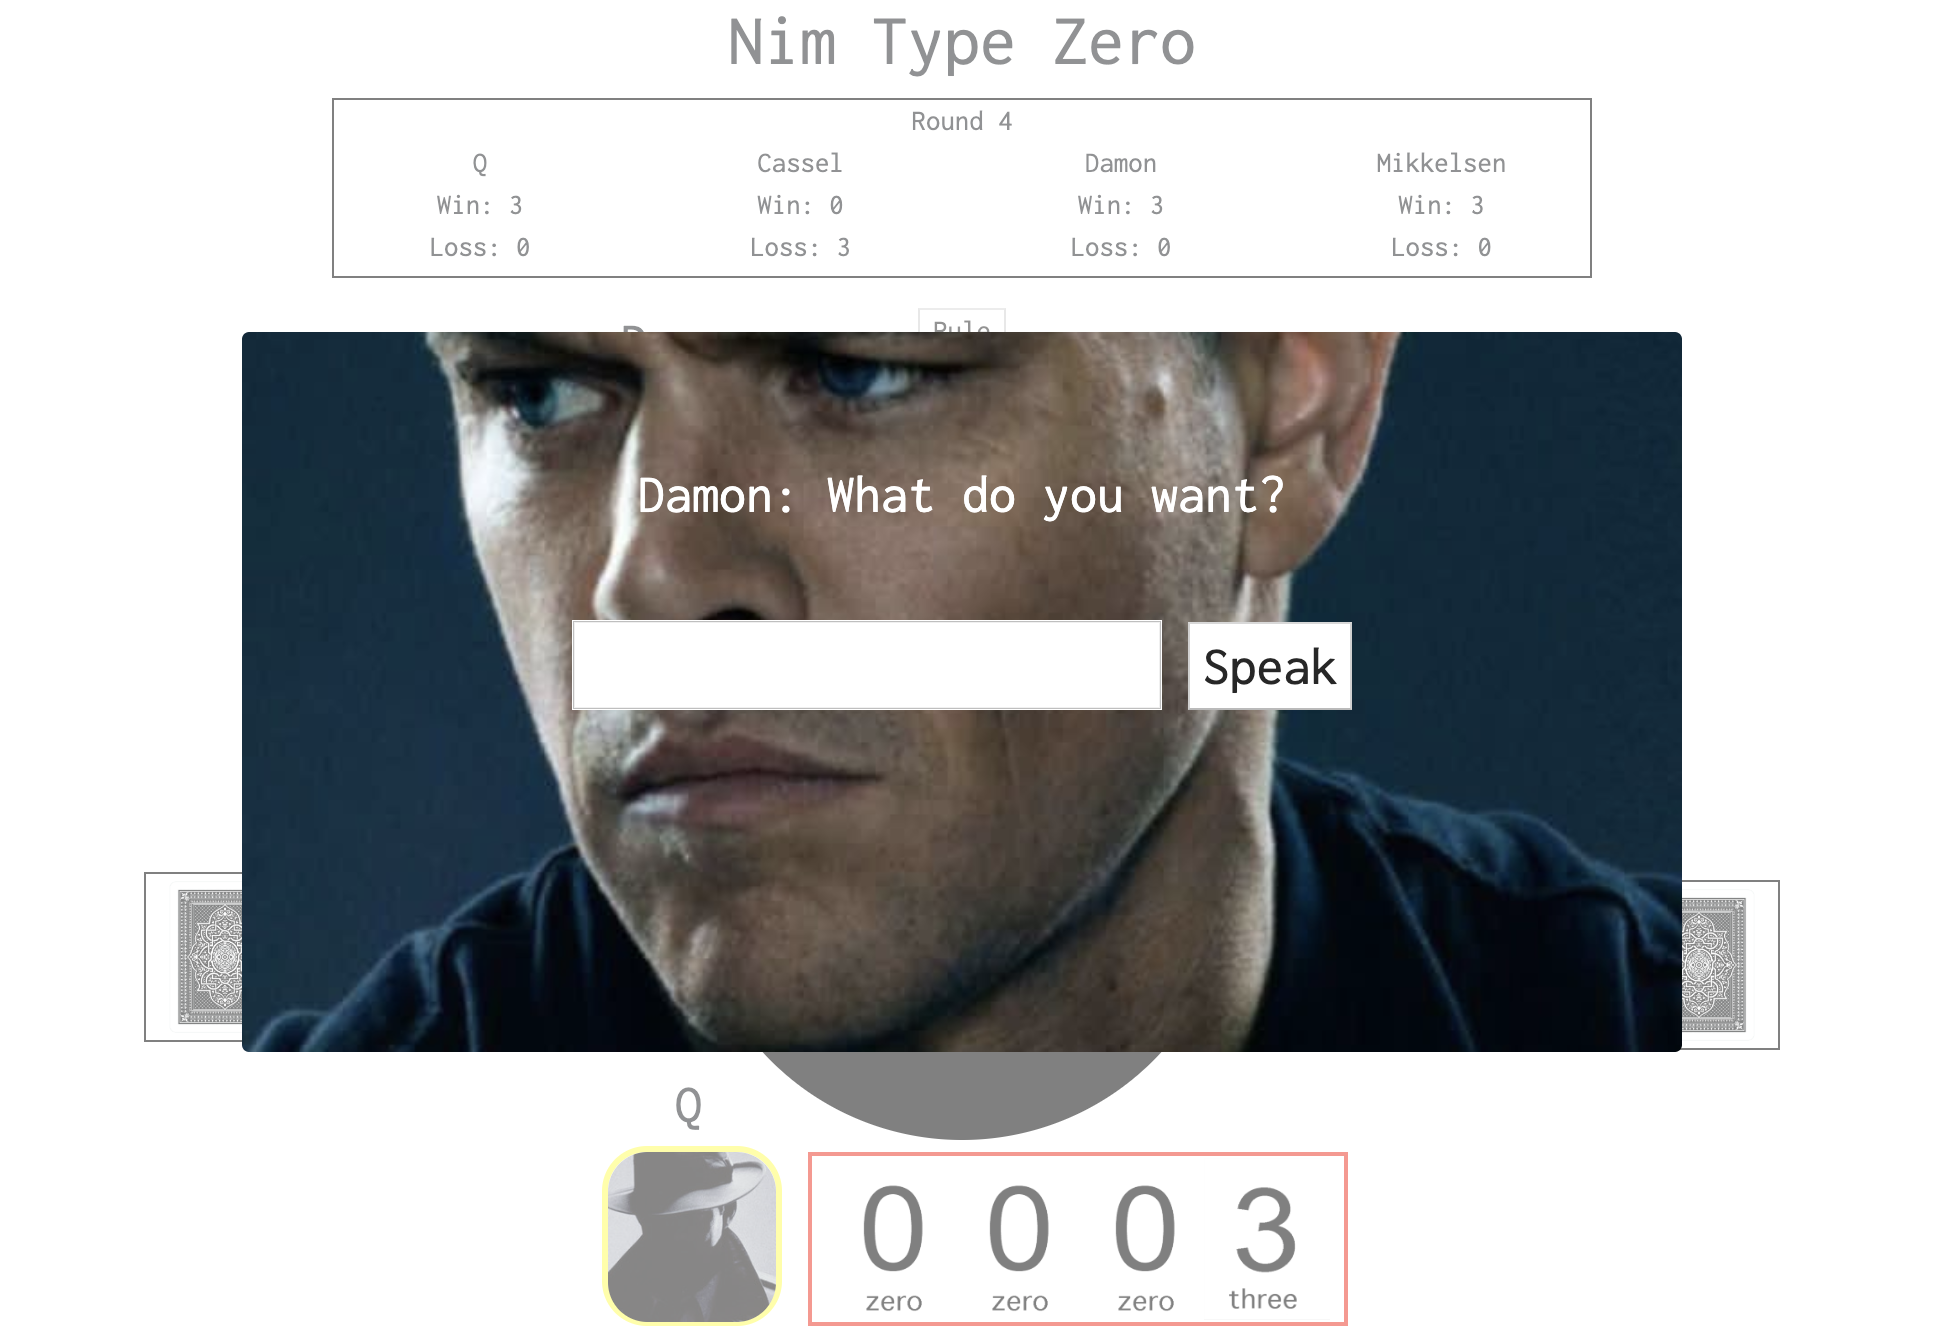 Nim Type Zero
Round 4
Q Cassel Damon Mikkelsen
Win: 3 Win: 0 Win: 3 Win: 3
Loss: 0 Loss: 3 Loss: 0 Loss: 0
Rule
Damon: What do you want?
Speak
Q
0 0 0 3
zero zero zero three